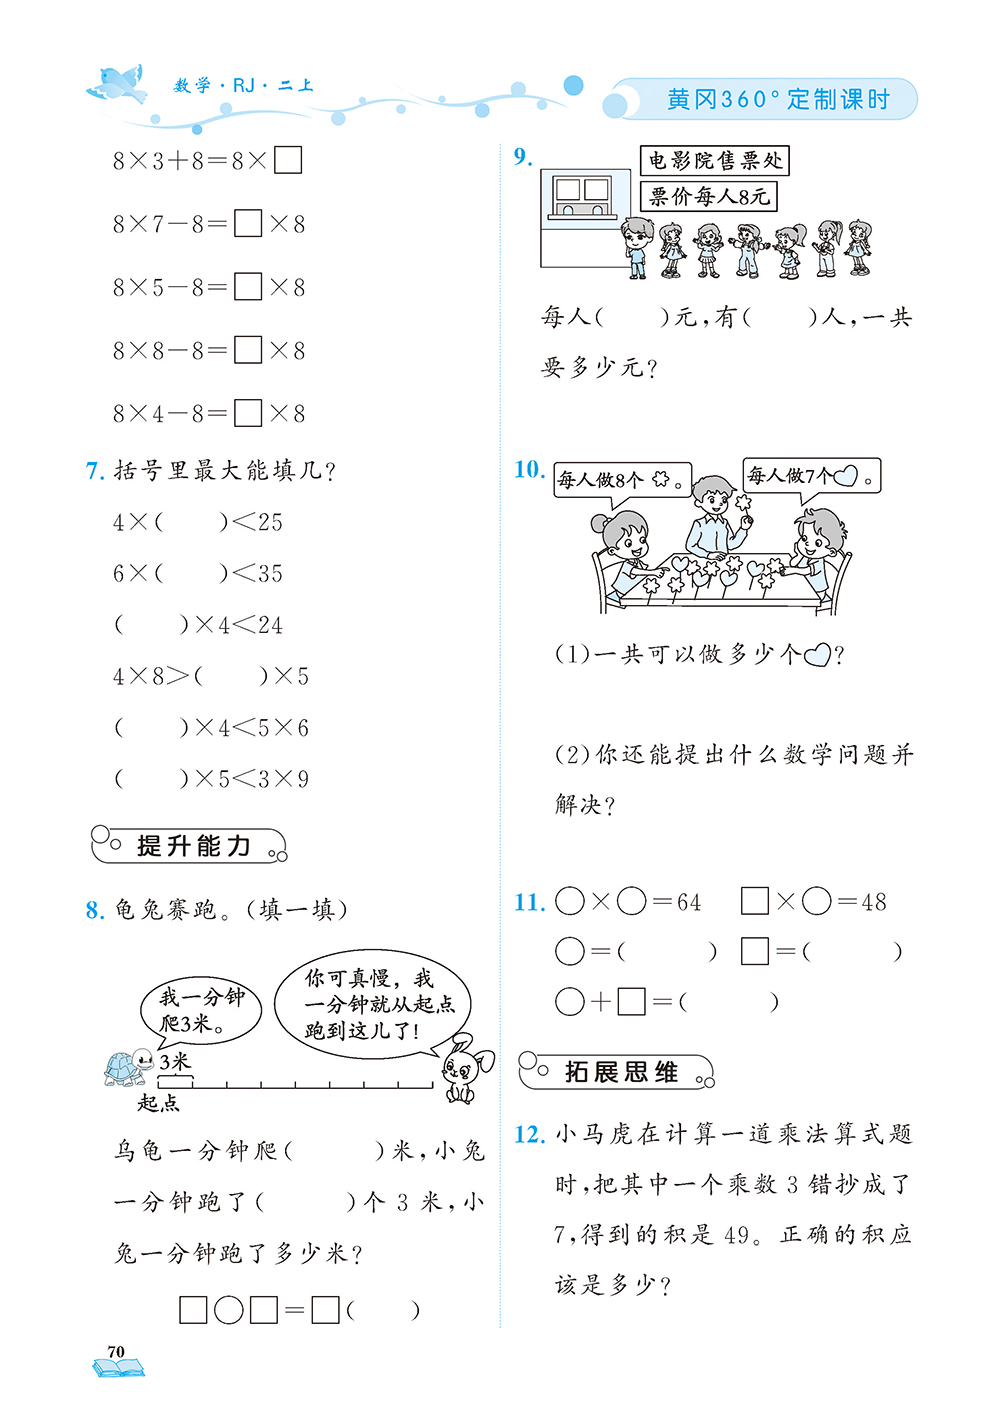 数学·RJ·二上
黄冈360°定制课时
8×3+8=8×□
8×7-8=□×8
8×5-8=□×8
8×8-8=□×8
8×4-8=□×8
7. 括号里最大能填几？
4×(  )<25
6×(  )<35
(  )×4<24
4×8>(  )×5
(  )×4<5×6
(  )×5<3×9
提升能力
8. 龟兔赛跑。(填一填)
我一分钟
爬3米。
你可真慢，我
一分钟就从起点
跑到这儿了！
3米
起点
乌龟一分钟爬(  )米，小兔
一分钟跑了(  )个 3 米，小
兔一分钟跑了多少米？
□○□=□(  )
70
9.
电影院售票处
票价每人8元
每人(  )元，有(  )人，一共
要多少元？
10.
每人做8个 。
每人做7个 。
(1)一共可以做多少个 ？
(2)你还能提出什么数学问题并
解决？
11. ○×○=64 □×○=48
○=(  ) □=(  )
○+□=(  )
拓展思维
12. 小马虎在计算一道乘法算式题
时，把其中一个乘数 3 错抄成了
7，得到的积是 49。正确的积应
该是多少？